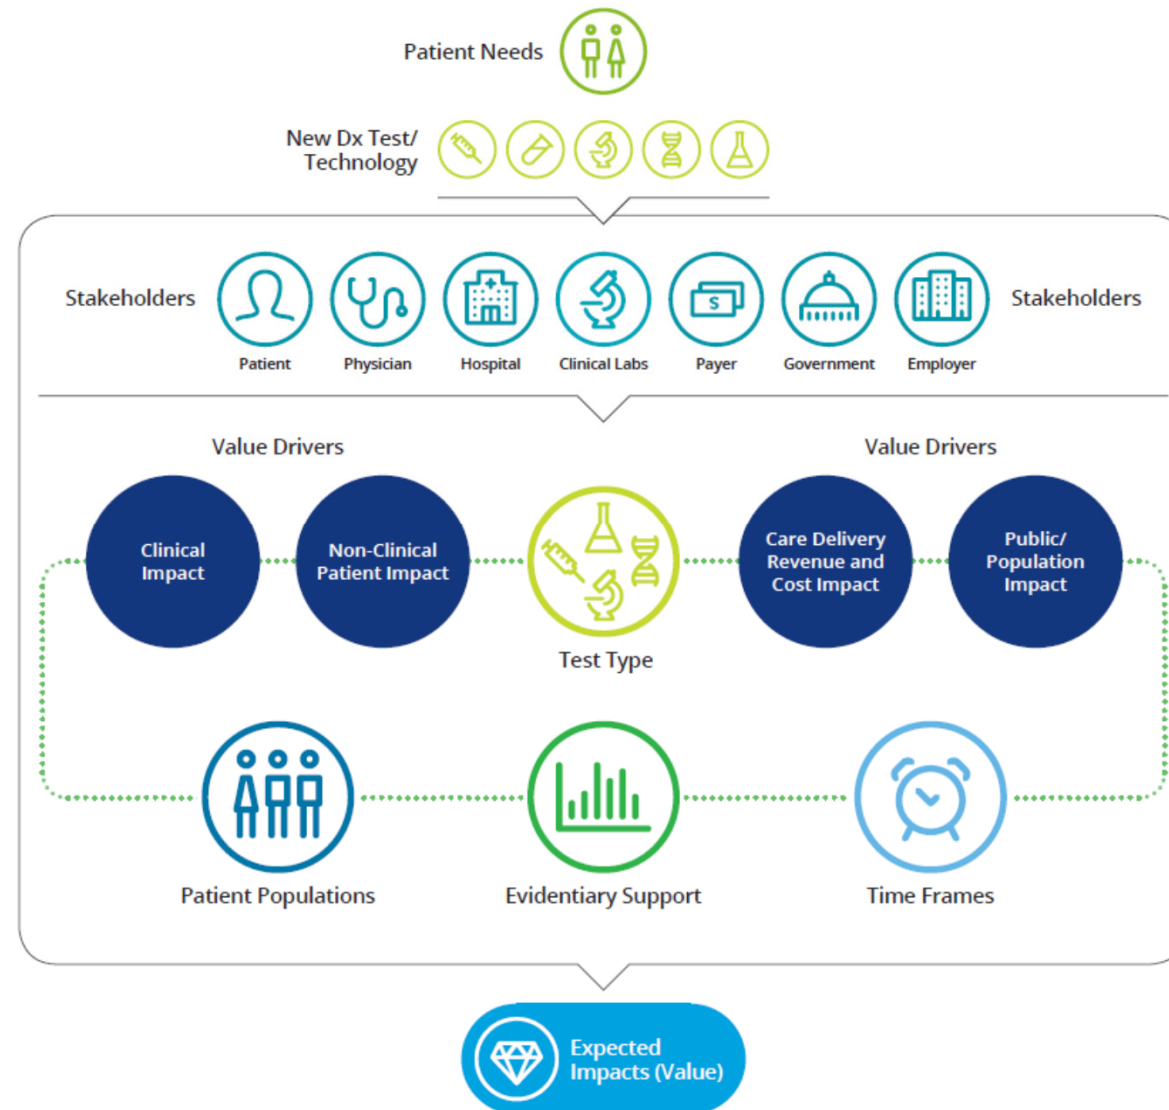 Patient Needs
New Dx Test/
Technology
Stakeholders
Stakeholders
$
Patient
Physician
Hospital
Clinical Labs
Payer
Government
Employer
Value Drivers
Value Drivers
Clinical
Impact
Non-Clinical
Patient Impact
Care Delivery
Revenue and
Cost Impact
Public/
Population
Impact
Test Type
Patient Populations
Evidentiary Support
Time Frames
Expected
Impacts (Value)